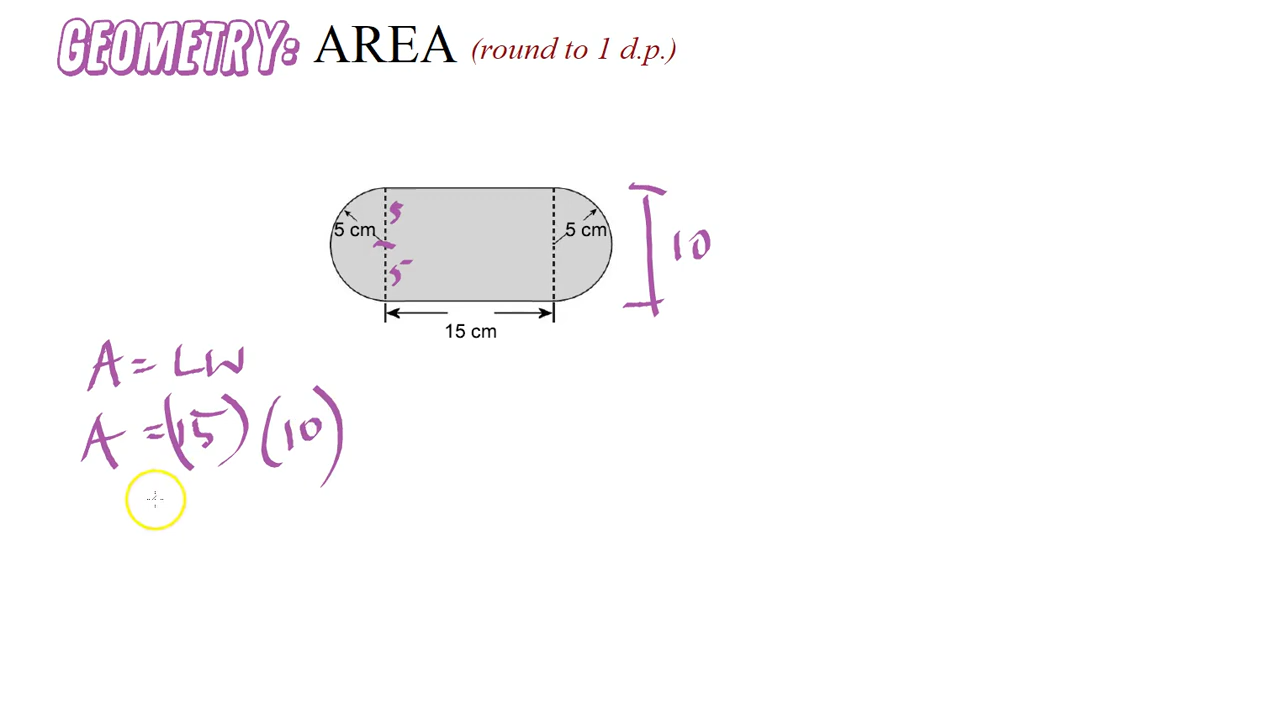 GEOMETRY: AREA (round to 1 d.p.)
5
5 cm 5 cm 10
5
15 cm
A = LW
A = (15) (10)